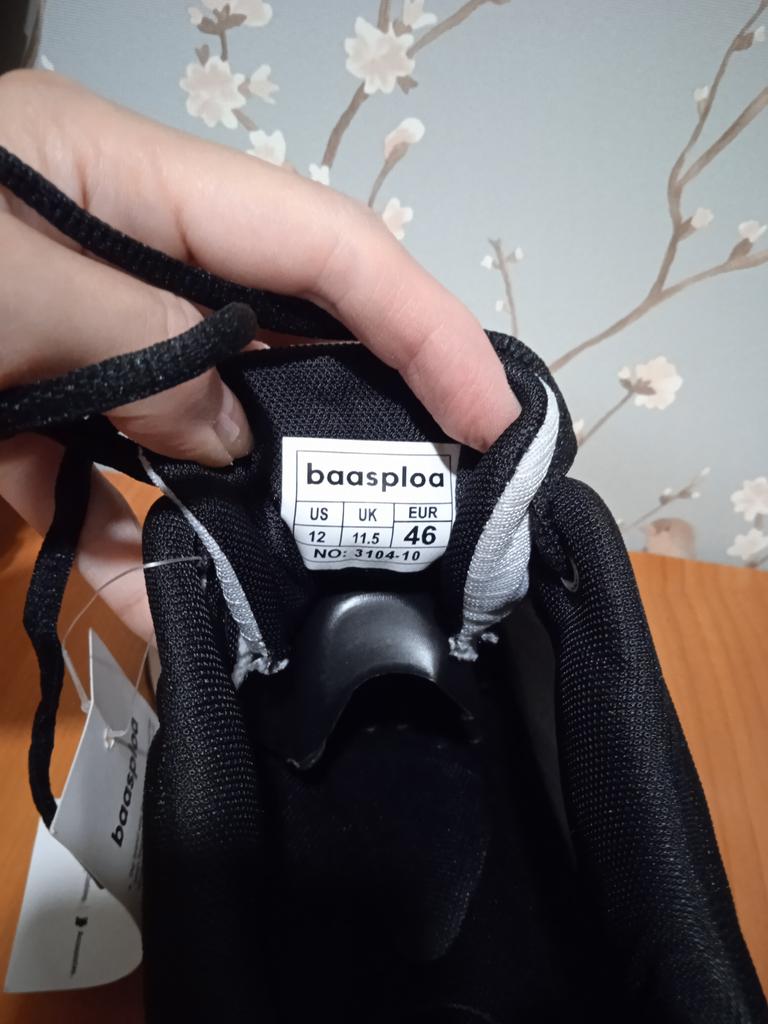 baasploa
US UK EUR
12 11.5 46
NO: 3104-10
baasploa